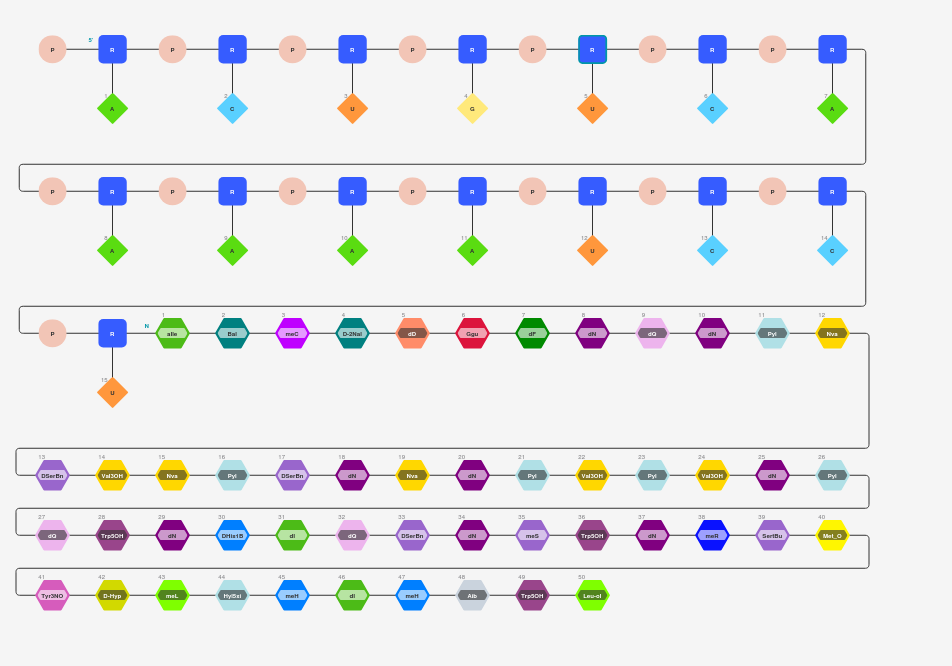 5'
P R P R P R P R P R P R P R
1 2 3 4 5 6 7
A C U G U C A
P R P R P R P R P R P R P R
8 9 10 11 12 13 14
A A A A U C C
N 1 2 3 4 5 6 7 8 9 10 11 12
P R aIle Bal meC D-2Nal dD Ggu dF dN dQ dN Pyl Nva
15
U
13 14 15 16 17 18 19 20 21 22 23 24 25 26
DSerBn Val3OH Nva Pyl DSerBn dN Nva dN Pyl Val3OH Pyl Val3OH dN Pyl
27 28 29 30 31 32 33 34 35 36 37 38 39 40
dQ Trp5OH dN DHis1B dI dQ DSerBn dN meS Trp5OH dN meR SertBu Met_O
41 42 43 44 45 46 47 48 49 50
Tyr3NO D-Hyp meL HyBsl meH dI meH Aib Trp5OH Leu-ol